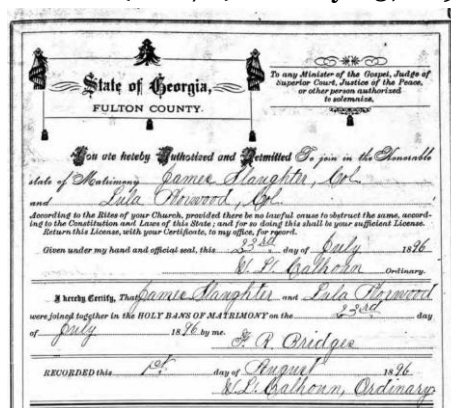 State of Georgia,
FULTON COUNTY.
To any Minister of the Gospel, Judge of
Superior Court, Justice of the Peace,
or other person authorized
to solemnize.
You are hereby Authorized and Permitted To join in the Honorable
state of Matrimony James Slaughter, Col.
and Lula Norwood, Col.
According to the Rites of your Church, provided there be no lawful cause to obstruct the same, accord-
ing to the Constitution and Laws of this State; and for so doing this shall be your sufficient License.
Return this License, with your Certificate, to my office, for record.
Given under my hand and official seal, this 23rd day of July 1896
W. L. Calhoun Ordinary.
I hereby Certify, That James Slaughter and Lula Norwood
were joined together in the HOLY BANS OF MATRIMONY on the 23rd day
of July 1896 by me.
F. R. Bridges
RECORDED this 1st. day of August 1896.
W. L. Calhoun, Ordinary